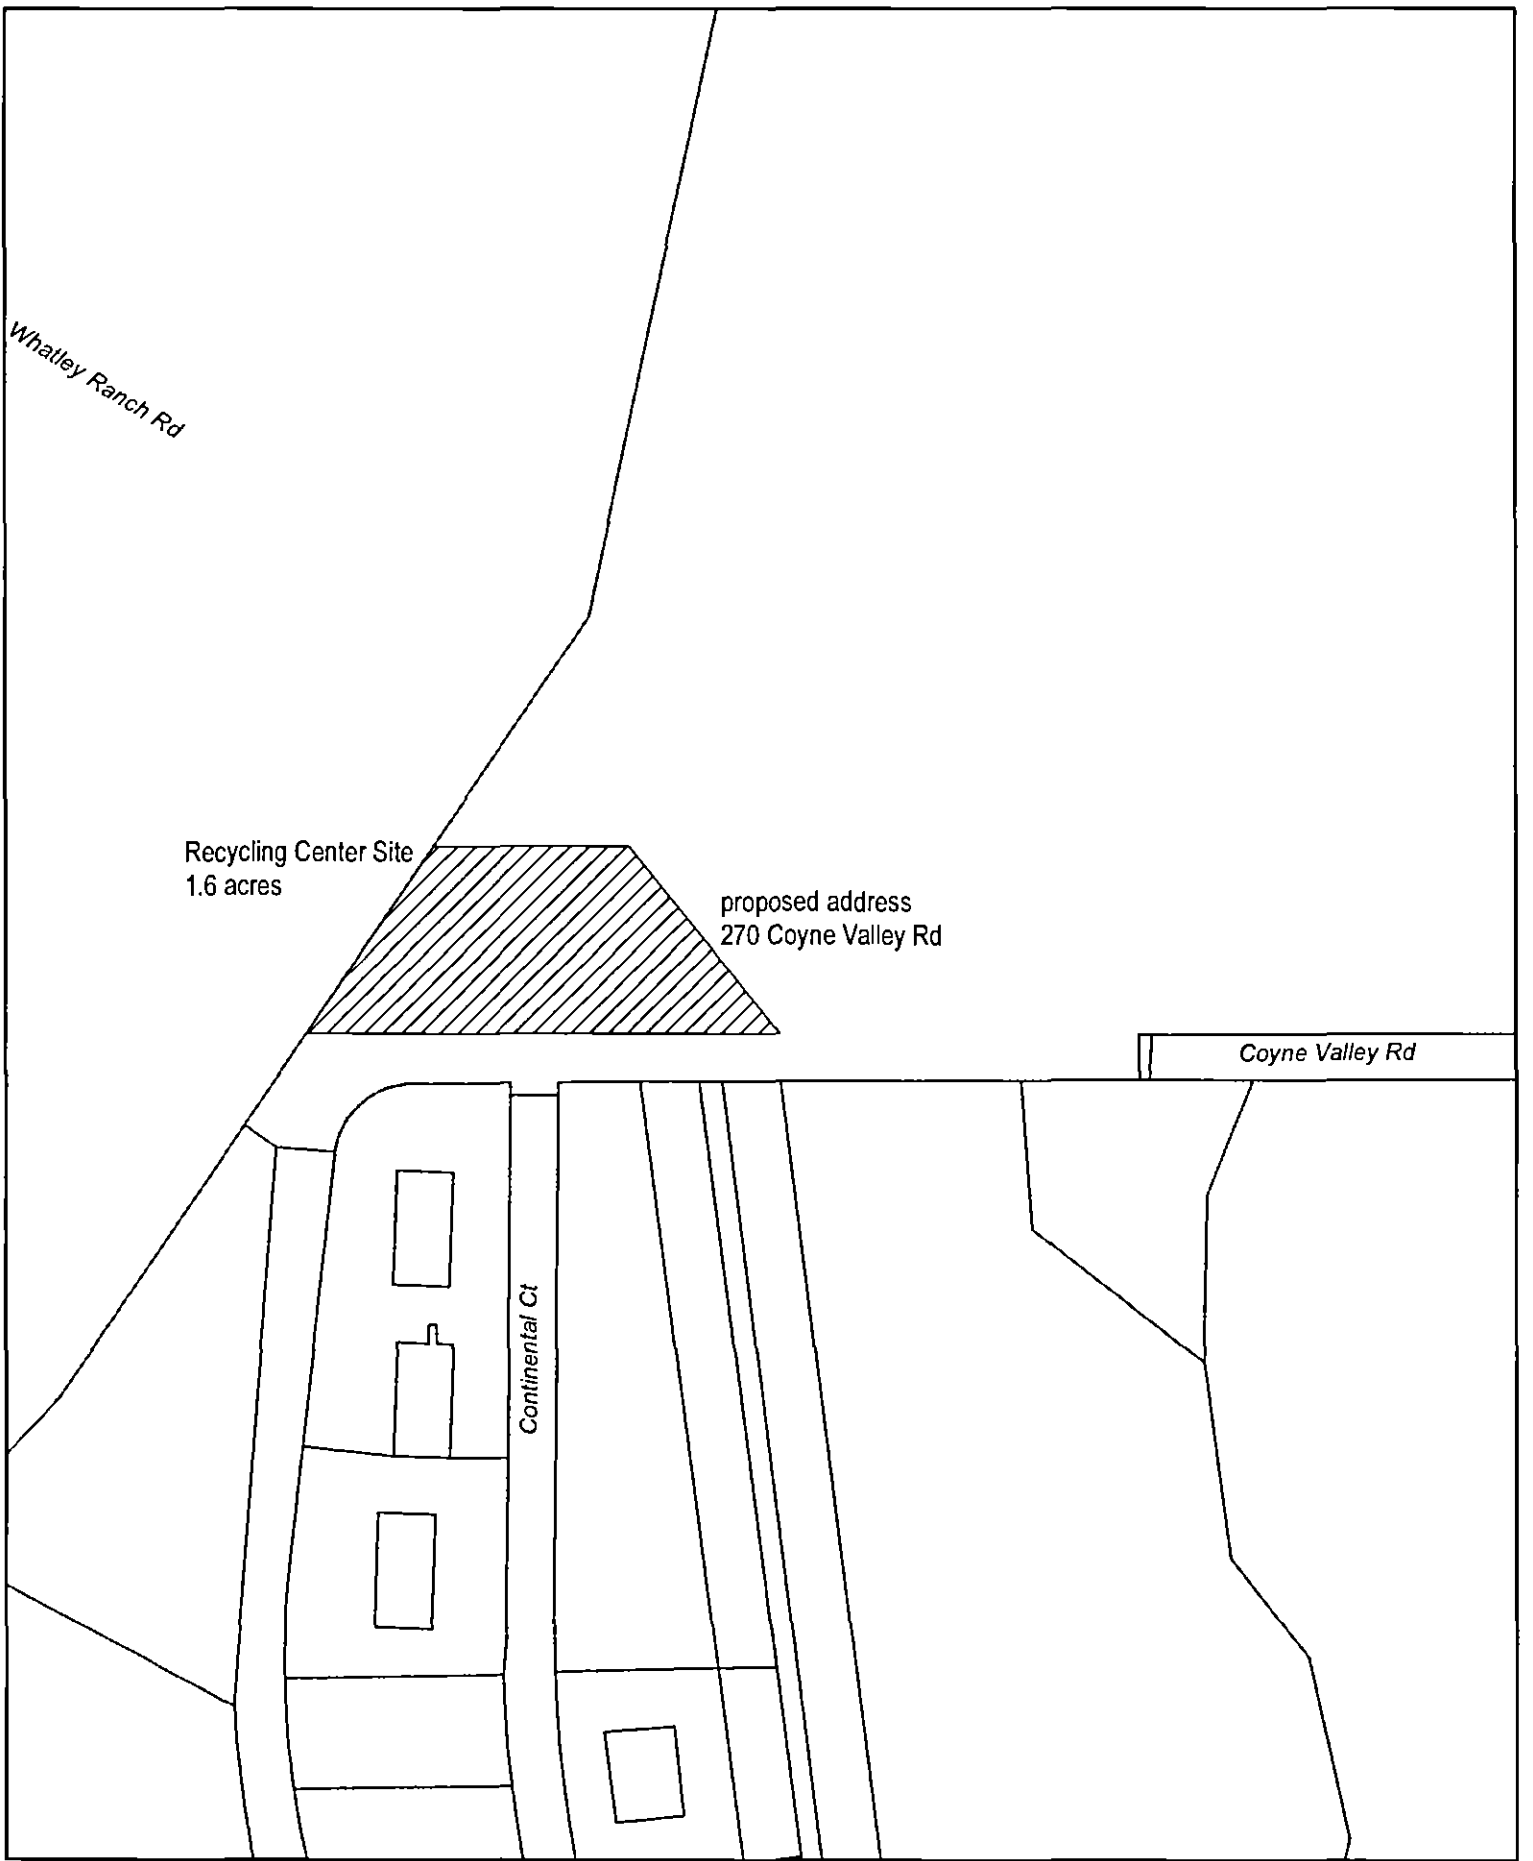 Whatley Ranch Rd
Recycling Center Site
1.6 acres
proposed address
270 Coyne Valley Rd
Coyne Valley Rd
Continental Ct